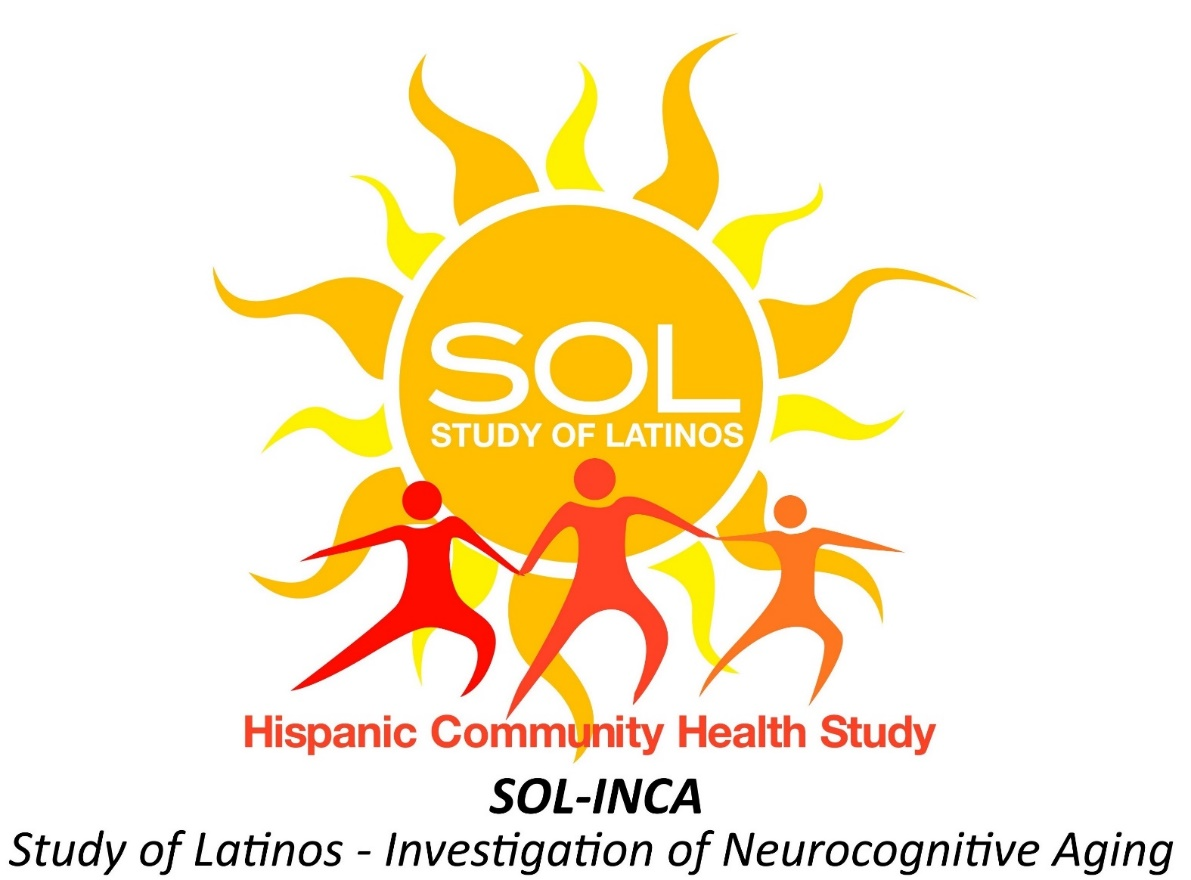 SOL
STUDY OF LATINOS
Hispanic Community Health Study
SOL-INCA
Study of Latinos - Investigation of Neurocognitive Aging